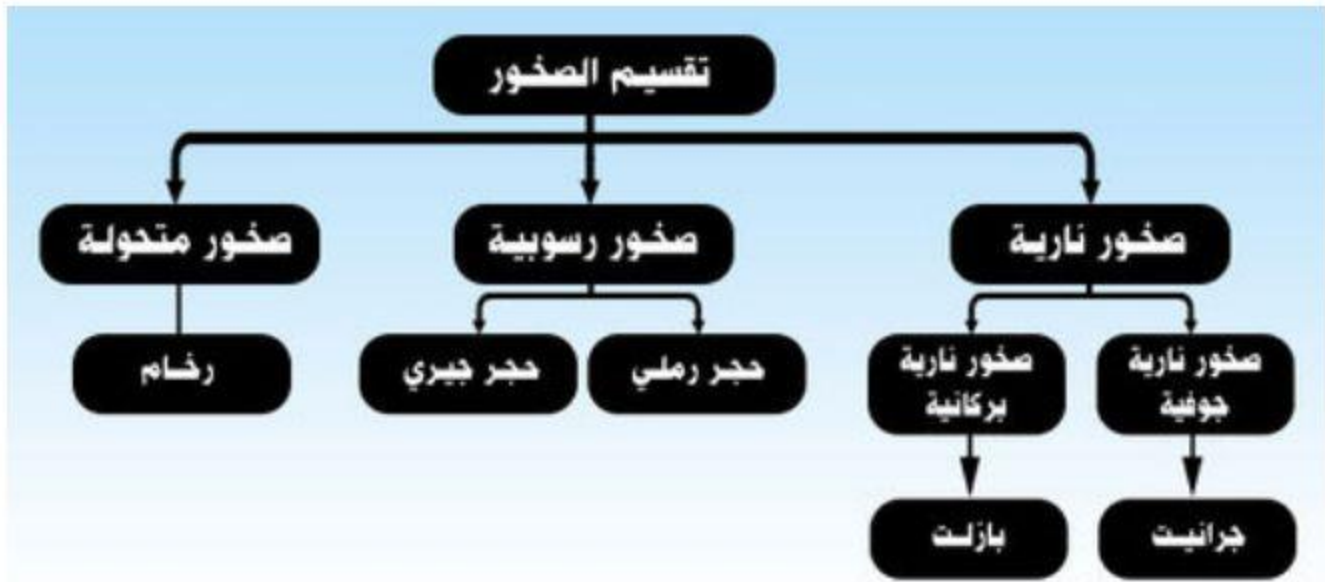 تقسيم الصخور
صخور نارية
صخور رسوبية
صخور متحولة
صخور نارية
جوفية
صخور نارية
بركانية
حجر رملي
حجر جيري
رخام
جرانيت
بازلت